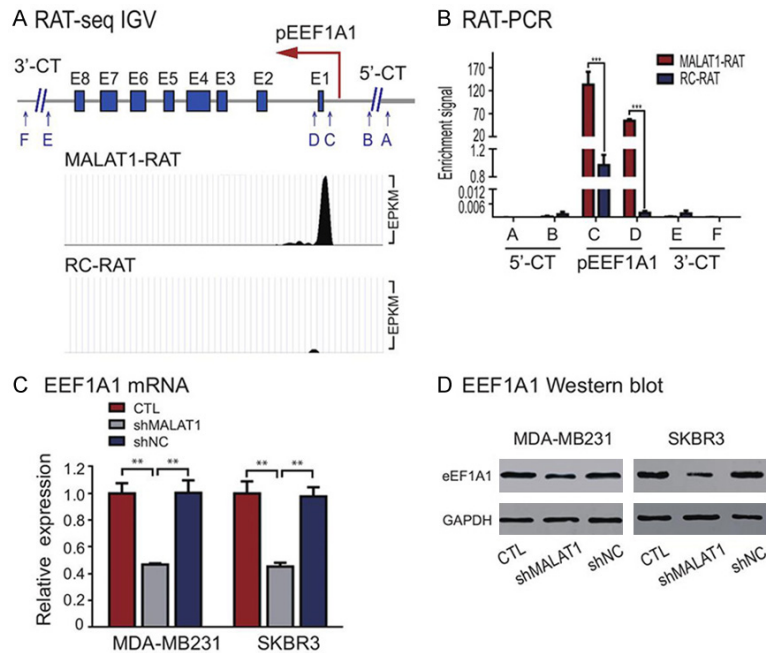 A RAT-seq IGV
pEEF1A1
3'-CT
E8 E7 E6 E5 E4 E3 E2 E1
5'-CT
F E D C B A
MALAT1-RAT
EPKM
RC-RAT
EPKM
B RAT-PCR
MALAT1-RAT
RC-RAT
Enrichment signal
170
120
70
20
1.2
0.8
0.012
0.006
***
***
A B C D E F
5'-CT pEEF1A1 3'-CT
C EEF1A1 mRNA
CTL
shMALAT1
shNC
Relative expression
1.2
1.0
0.8
0.6
0.4
0.2
0
** ** ** **
MDA-MB231 SKBR3
D EEF1A1 Western blot
MDA-MB231 SKBR3
eEF1A1
GAPDH
CTL shMALAT1 shNC CTL shMALAT1 shNC